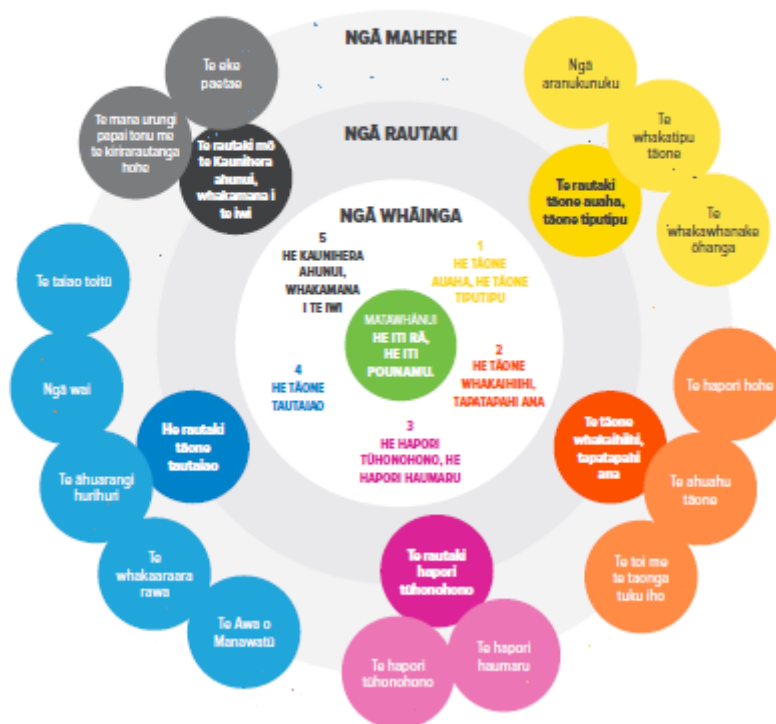 NGĀ MAHERE
NGĀ RAUTAKI
NGĀ WHĀINGA
MATAWHĀNUI
HE ITI RĀ,
HE ITI
POUNAMU.
1
HE TĀONE
AUAHA, HE TĀONE
TIPUTIPU
2
HE TĀONE
WHAKAIHIIHI,
TAPATAPAHI ANA
3
HE HAPORI
TŪHONOHONO, HE
HAPORI HAUMARU
4
HE TĀONE
TAUTAIAO
5
HE KAUNIHERA
AHUNUI,
WHAKAMANA
I TE IWI
Te rautaki tāone auaha,
tāone tiputipu
Ngā
aranukunuku
Te
whakatipu
tāone
Te
whakawhanake
ōhanga
Te tāone
whakaihiihi,
tapatapahi
ana
Te hapori hohe
Te ahuahu
tāone
Te toi me
te taonga
tuku iho
Te rautaki
hapori
tūhonohono
Te hapori
haumaru
Te hapori
tūhonohono
He rautaki
tāone
tautaiao
Te Awa o
Manawatū
Te
whakaaraara
rawa
Te āhuarangi
hurihuri
Ngā wai
Te taiao toitū
Te rautaki mō
te Kaunihera
ahunui,
whakamana i
te iwi
Te mana urungi
papai tonu me
te kirirarautanga
hohe
Te eke
paetae